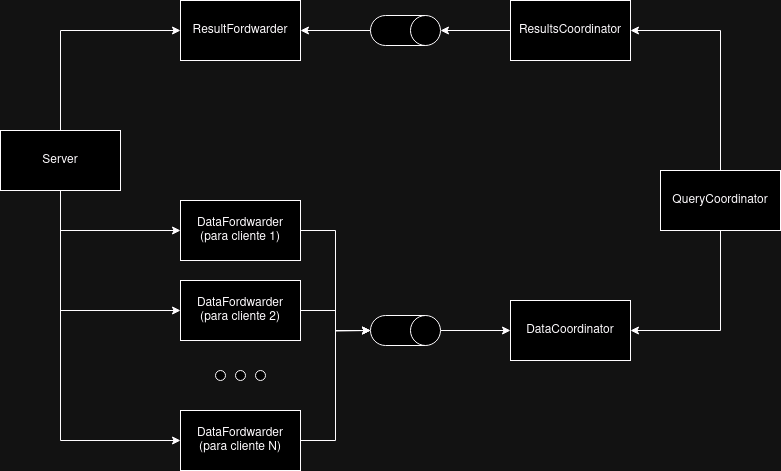 ResultFordwarder
ResultsCoordinator
Server
QueryCoordinator
DataFordwarder
(para cliente 1)
DataFordwarder
(para cliente 2)
DataCoordinator
DataFordwarder
(para cliente N)